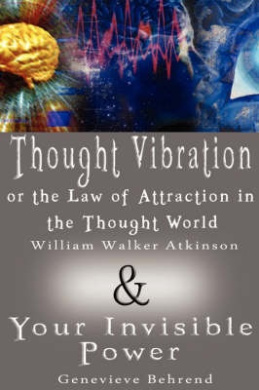 Thought Vibration
or the Law of Attraction in
the Thought World
William Walker Atkinson
&
Your Invisible
Power
Genevieve Behrend